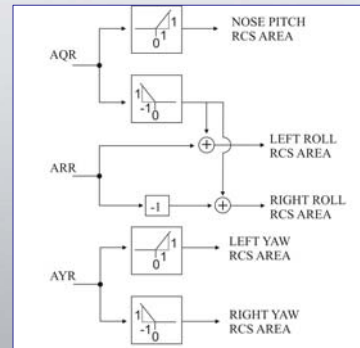 NOSE PITCH
RCS AREA
1
0
1
AQR
1
-1
0
LEFT ROLL
RCS AREA
ARR
-1
RIGHT ROLL
RCS AREA
LEFT YAW
RCS AREA
1
0
1
AYR
1
-1
0
RIGHT YAW
RCS AREA